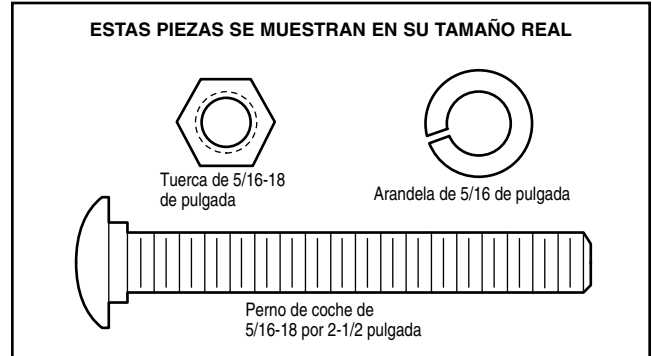 ESTAS PIEZAS SE MUESTRAN EN SU TAMAÑO REAL
Tuerca de 5/16-18
de pulgada
Arandela de 5/16 de pulgada
Perno de coche de
5/16-18 por 2-1/2 pulgada